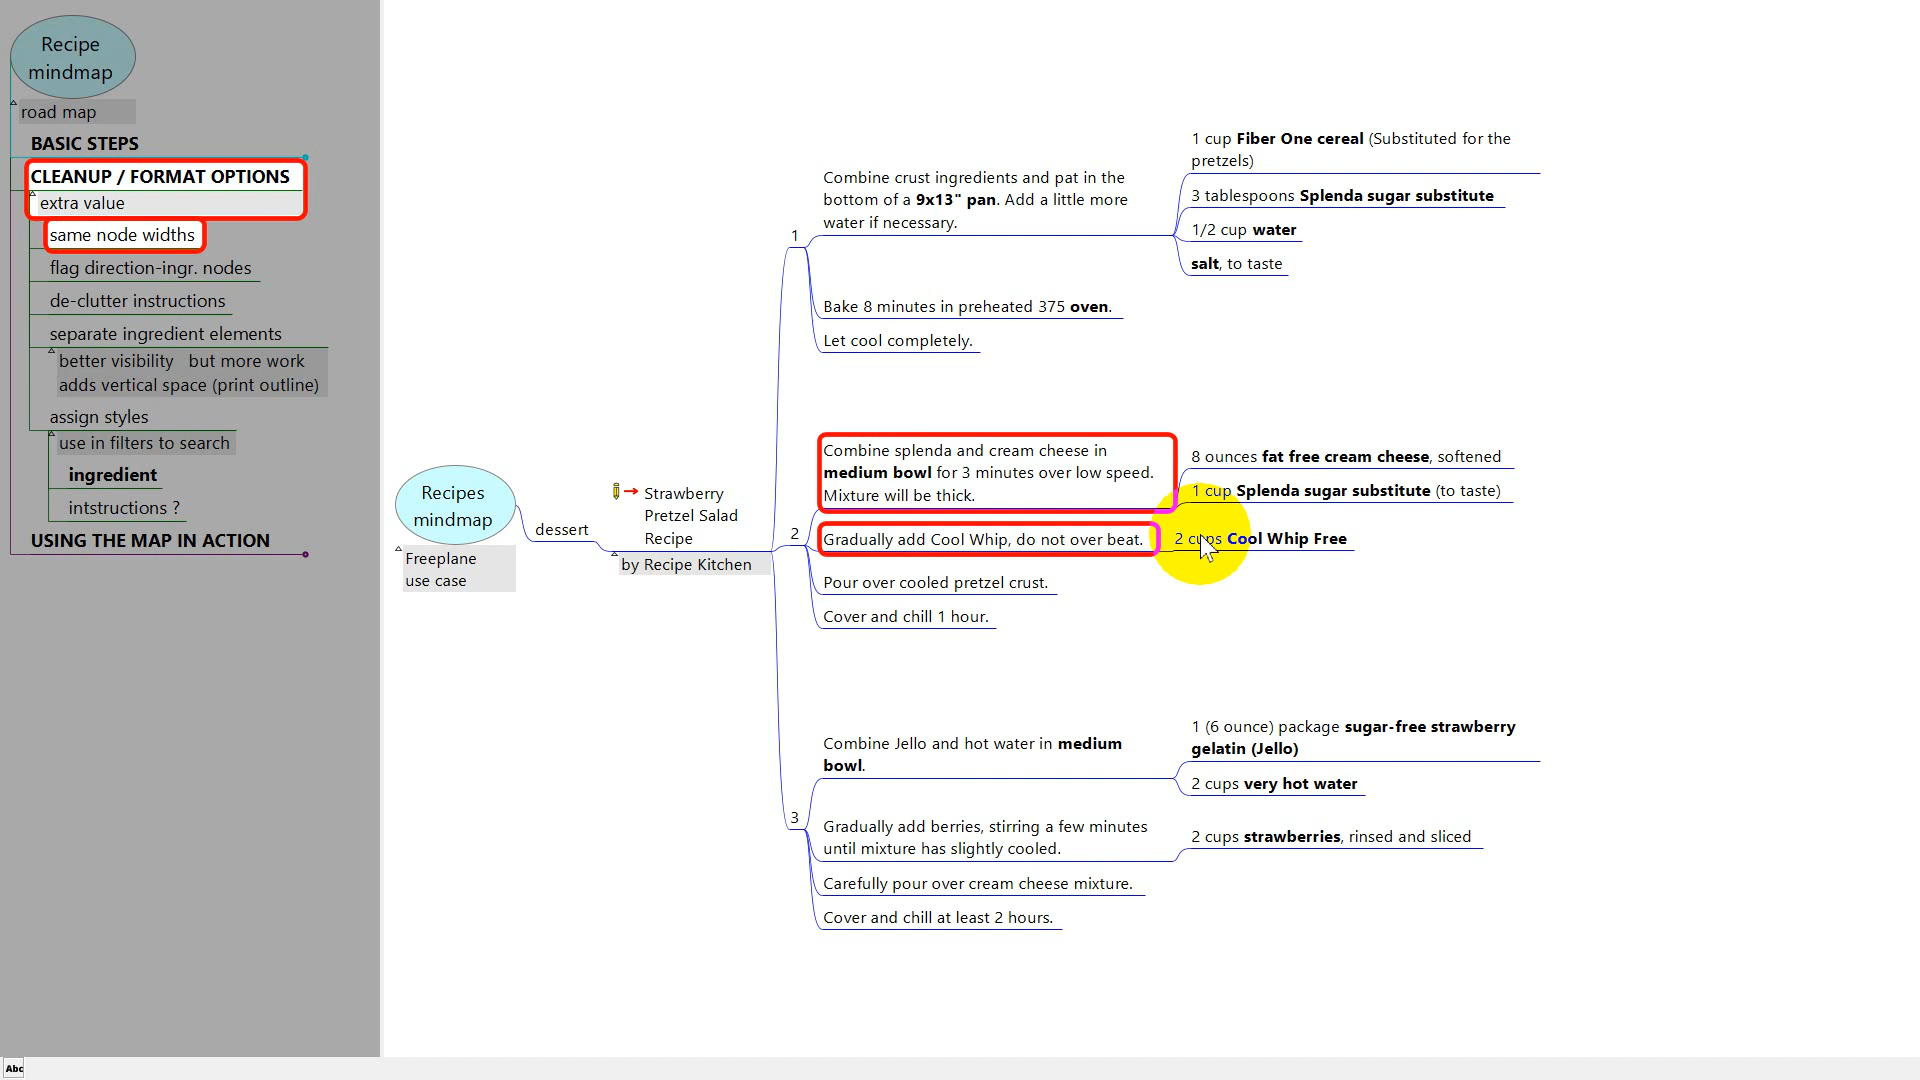 Recipe
mindmap
road map
BASIC STEPS
CLEANUP / FORMAT OPTIONS
extra value
same node widths
flag direction-ingr. nodes
de-clutter instructions
separate ingredient elements
better visibility   but more work
adds vertical space (print outline)
assign styles
use in filters to search
ingredient
intstructions ?
USING THE MAP IN ACTION
Recipes
mindmap
Freeplane
use case
dessert
Strawberry
Pretzel Salad
Recipe
by Recipe Kitchen
1
Combine crust ingredients and pat in the
bottom of a 9x13" pan. Add a little more
water if necessary.
1 cup Fiber One cereal (Substituted for the
pretzels)
3 tablespoons Splenda sugar substitute
1/2 cup water
salt, to taste
Bake 8 minutes in preheated 375 oven.
Let cool completely.
2
Combine splenda and cream cheese in
medium bowl for 3 minutes over low speed.
Mixture will be thick.
8 ounces fat free cream cheese, softened
1 cup Splenda sugar substitute (to taste)
Gradually add Cool Whip, do not over beat.
2 cups Cool Whip Free
Pour over cooled pretzel crust.
Cover and chill 1 hour.
3
Combine Jello and hot water in medium
bowl.
1 (6 ounce) package sugar-free strawberry
gelatin (Jello)
2 cups very hot water
Gradually add berries, stirring a few minutes
until mixture has slightly cooled.
2 cups strawberries, rinsed and sliced
Carefully pour over cream cheese mixture.
Cover and chill at least 2 hours.
Abc